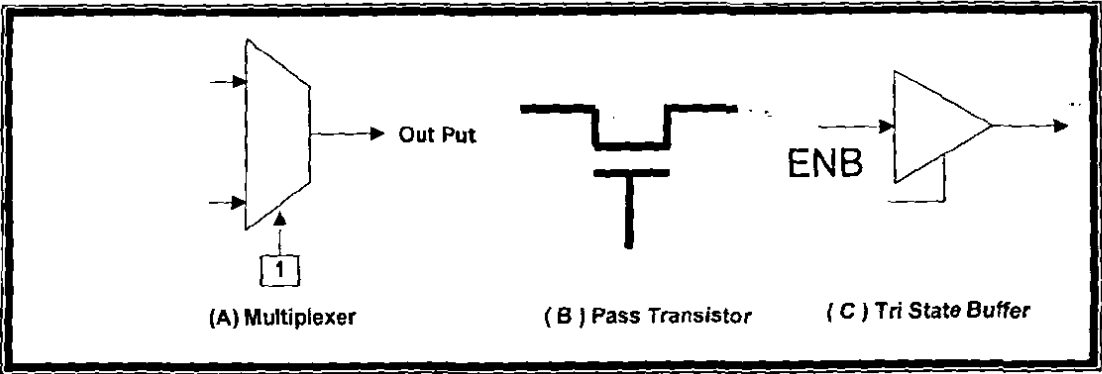 Out Put
ENB
1
(A) Multiplexer
( B ) Pass Transistor
( C ) Tri State Buffer